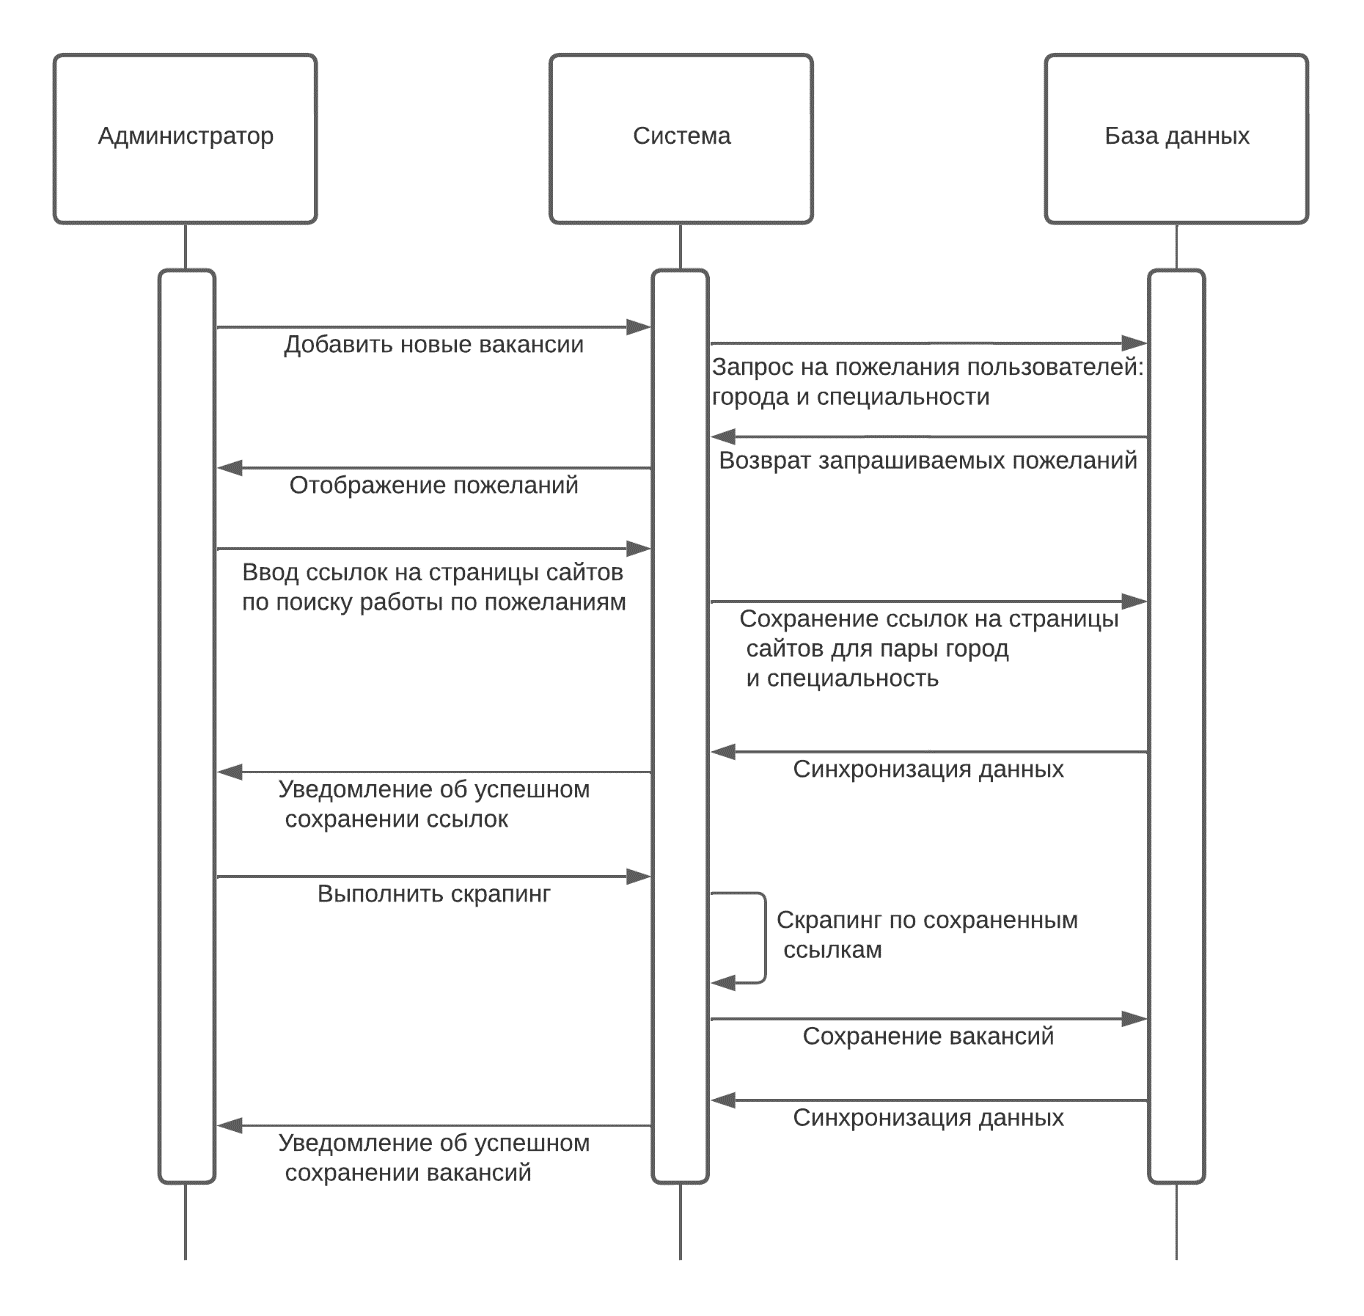 Администратор
Система
База данных
Добавить новые вакансии
Запрос на пожелания пользователей:
города и специальности
Возврат запрашиваемых пожеланий
Отображение пожеланий
Ввод ссылок на страницы сайтов
по поиску работы по пожеланиям
Сохранение ссылок на страницы
сайтов для пары город
и специальность
Синхронизация данных
Уведомление об успешном
сохранении ссылок
Выполнить скрапинг
Скрапинг по сохраненным
ссылкам
Сохранение вакансий
Синхронизация данных
Уведомление об успешном
сохранении вакансий